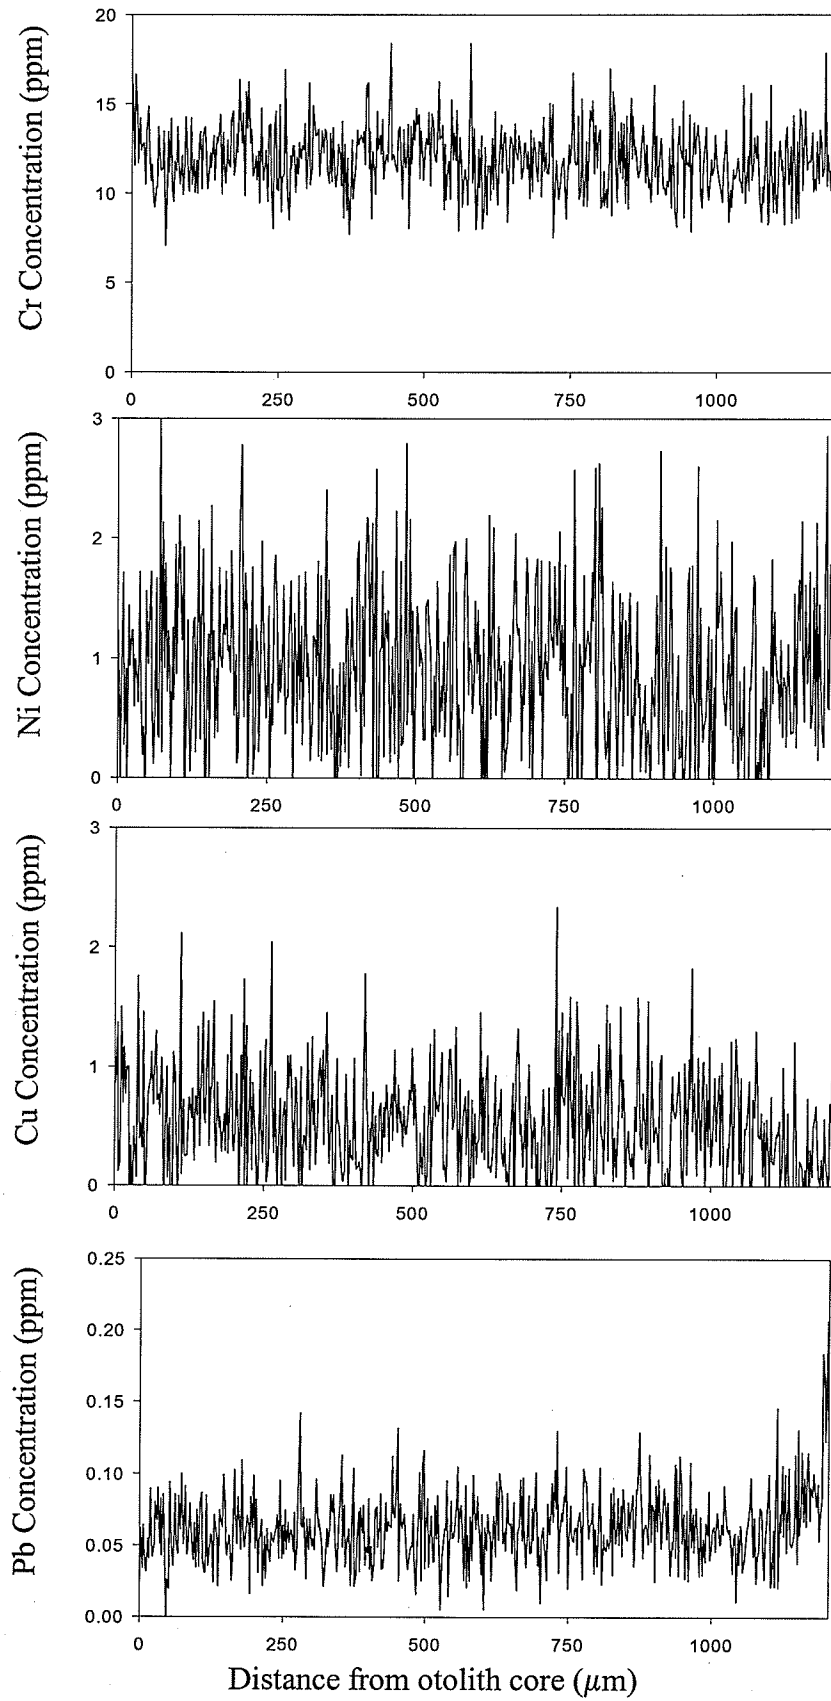 Cr Concentration (ppm)
20
15
10
5
0
0 250 500 750 1000
Ni Concentration (ppm)
3
2
1
0
0 250 500 750 1000
Cu Concentration (ppm)
3
2
1
0
0 250 500 750 1000
Pb Concentration (ppm)
0.25
0.20
0.15
0.10
0.05
0.00
0 250 500 750 1000
Distance from otolith core (μm)